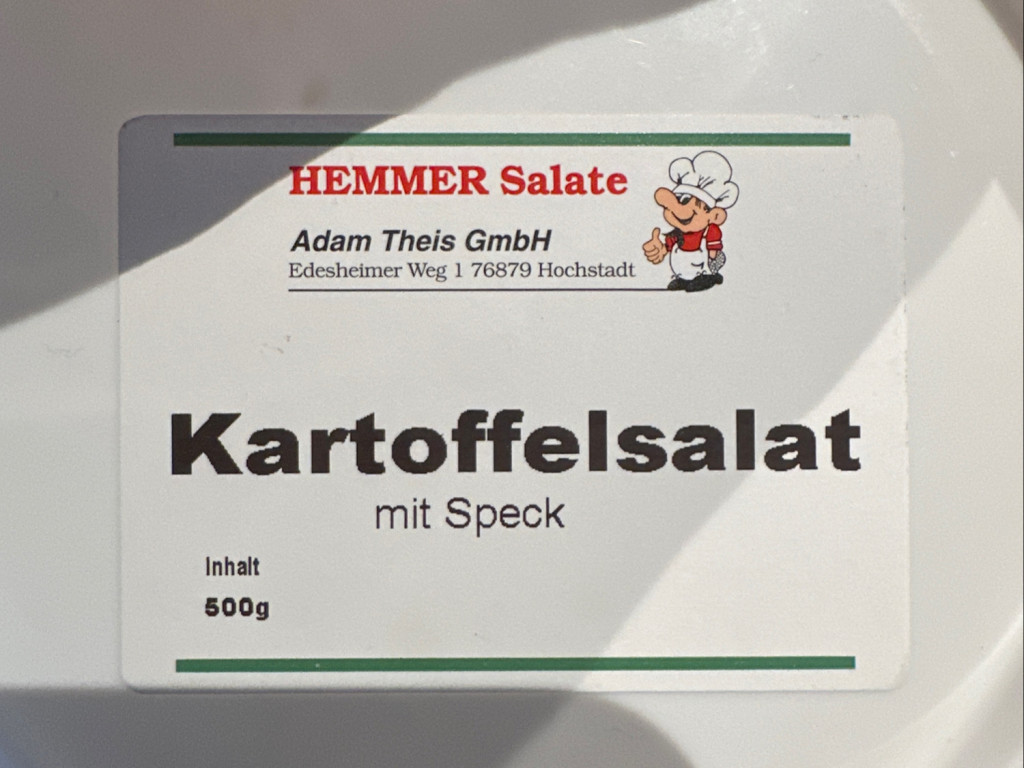 HEMMER Salate
Adam Theis GmbH
Edesheimer Weg 1 76879 Hochstadt
Kartoffelsalat
mit Speck
Inhalt
500g